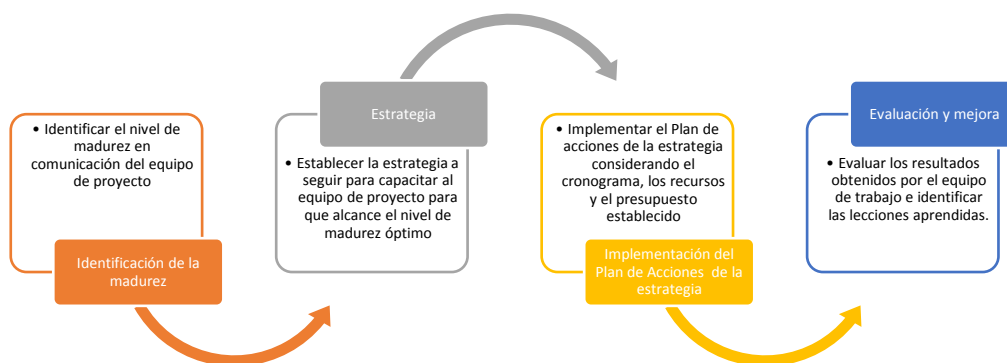 • Identificar el nivel de
madurez en
comunicación del equipo
de proyecto
Identificación de la
madurez
Estrategia
• Establecer la estrategia a
seguir para capacitar al
equipo de proyecto para
que alcance el nivel de
madurez óptimo
• Implementar el Plan de
acciones de la estrategia
considerando el
cronograma, los recursos
y el presupuesto
establecido
Implementación del
Plan de Acciones de la
estrategia
Evaluación y mejora
• Evaluar los resultados
obtenidos por el equipo
de trabajo e identificar
las lecciones aprendidas.